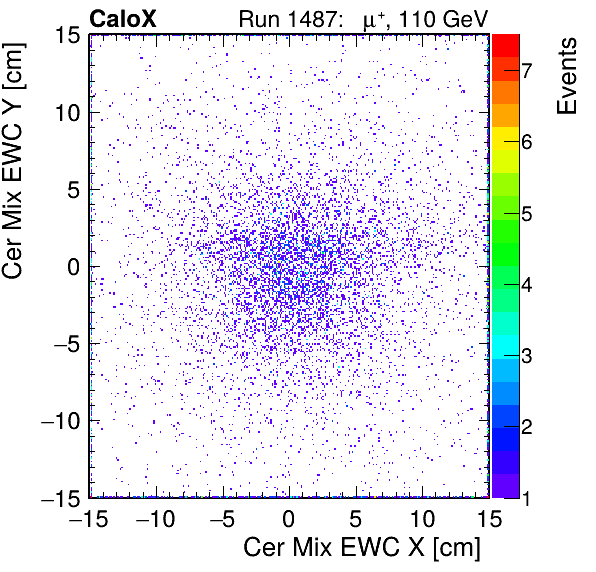 CaloX Run 1487: μ+, 110 GeV
Cer Mix EWC Y [cm]
15
10
5
0
−5
−10
−15
−15 −10 −5 0 5 10 15
Cer Mix EWC X [cm]
Events
7
6
5
4
3
2
1